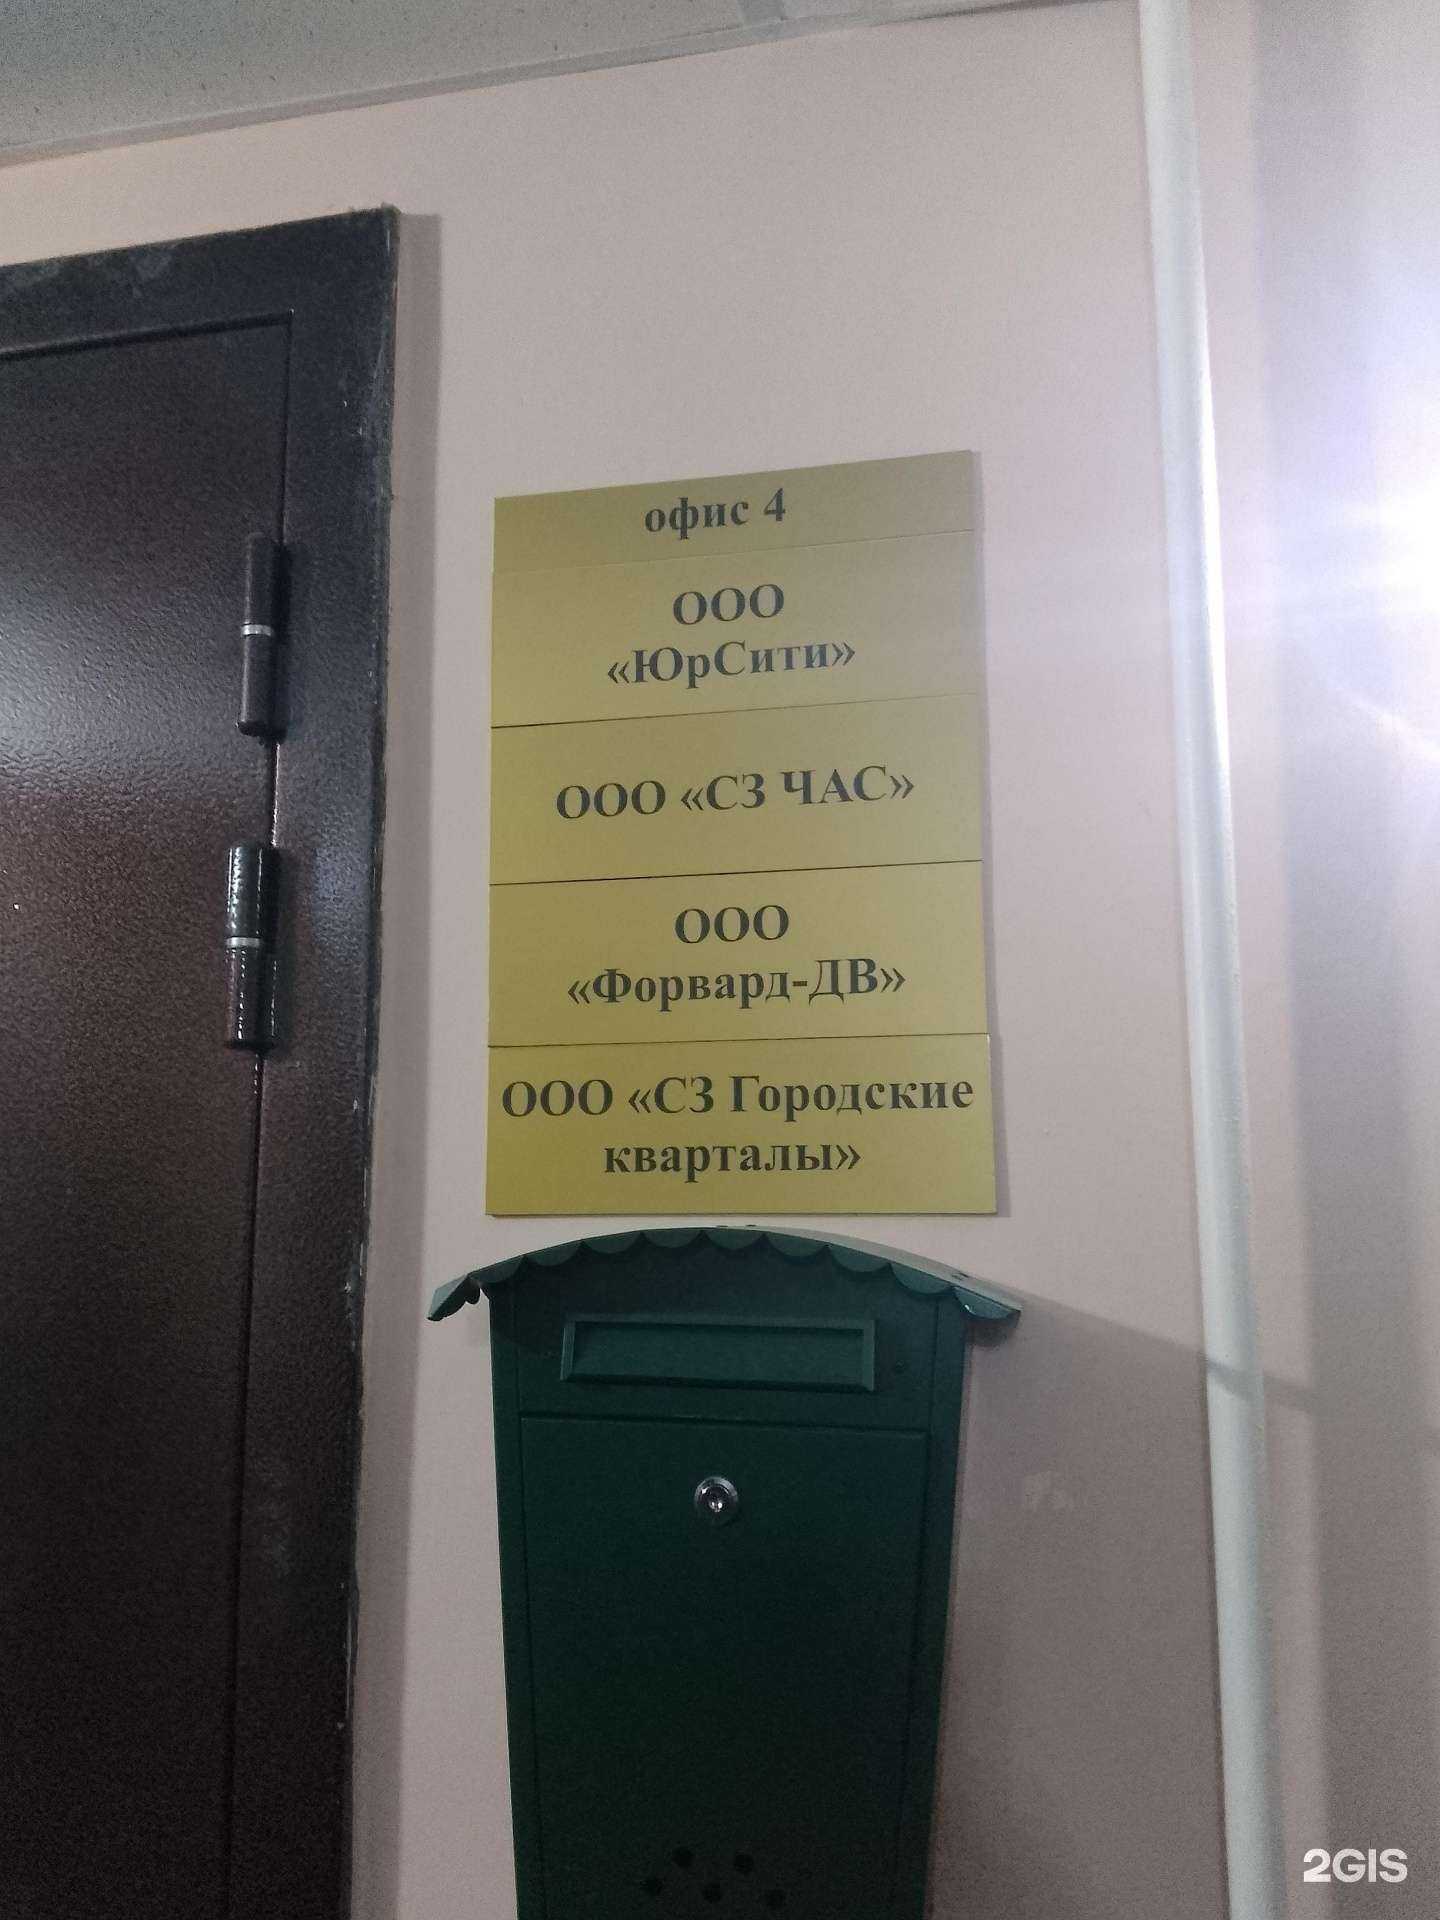 офис 4
ООО
«ЮрСити»
ООО «СЗ ЧАС»
ООО
«Форвард-ДВ»
ООО «СЗ Городские
кварталы»
2GIS